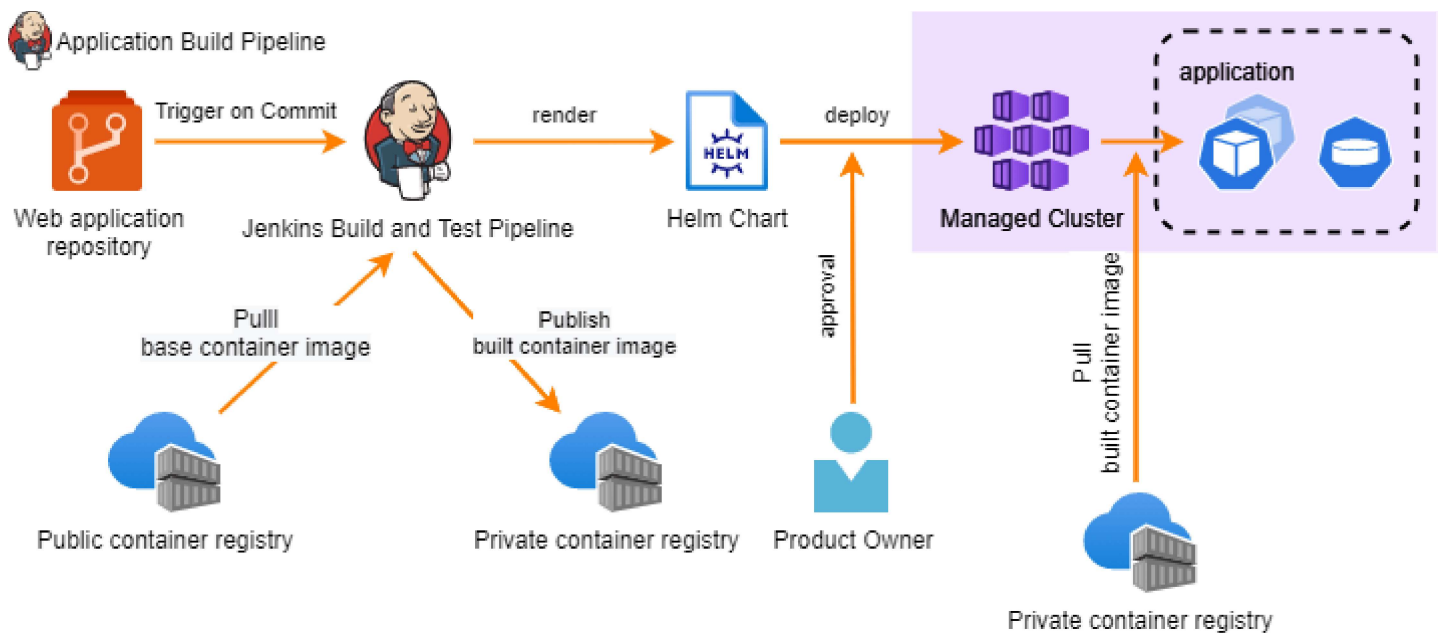 Application Build Pipeline
application
Trigger on Commit
render
deploy
HELM
Web application
repository
Jenkins Build and Test Pipeline
Helm Chart
Managed Cluster
approval
Pull
built container image
Pulll
base container image
Publish
built container image
Public container registry
Private container registry
Product Owner
Private container registry